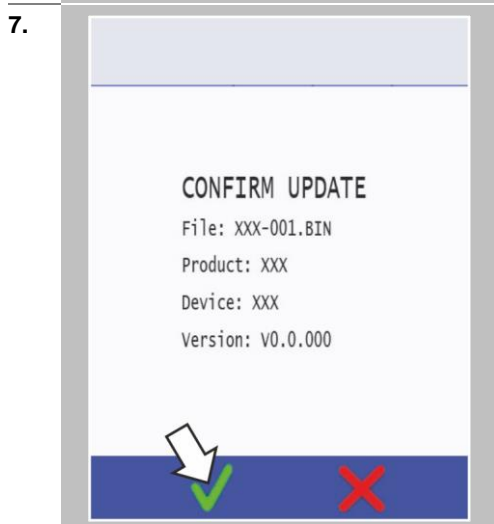 7.
CONFIRM UPDATE
File: XXX-001.BIN
Product: XXX
Device: XXX
Version: V0.0.000